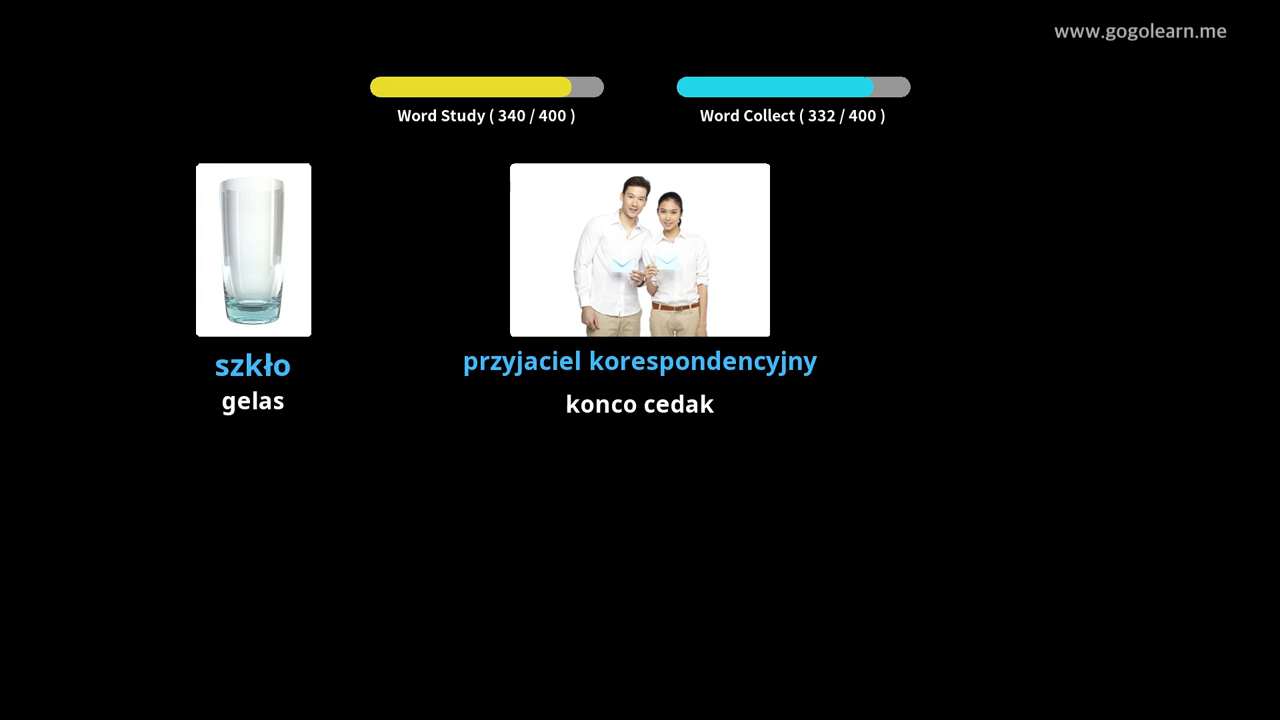 www.gogolearn.me
Word Study ( 340 / 400 )
Word Collect ( 332 / 400 )
szkło
gelas
przyjaciel korespondencyjny
konco cedak